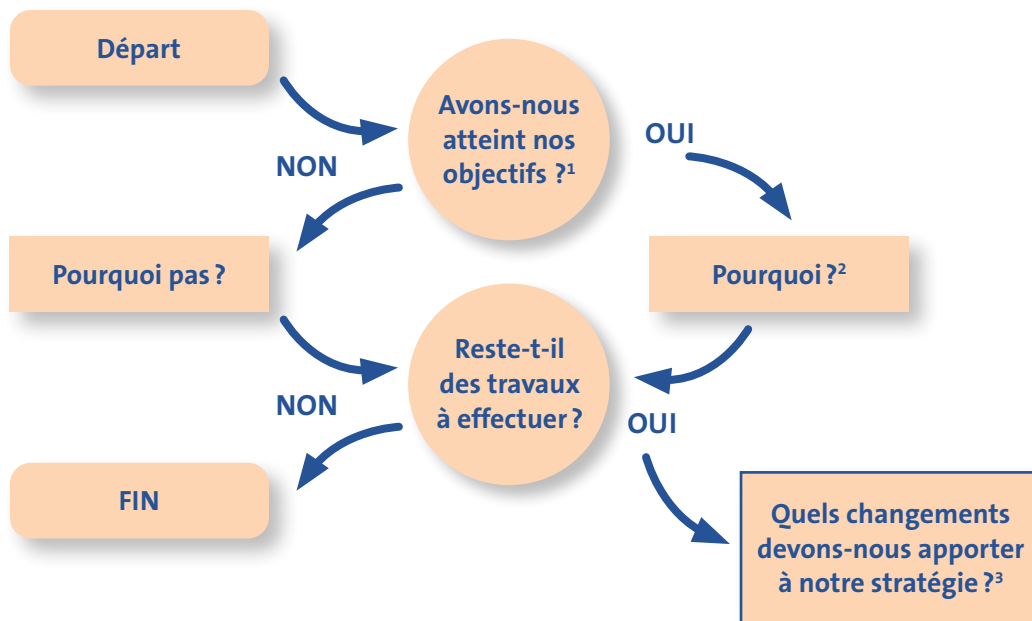 Départ
Avons-nous
atteint nos
objectifs ?¹
OUI
NON
Pourquoi pas ?
Pourquoi ?²
Reste-t-il
des travaux
à effectuer ?
NON
OUI
FIN
Quels changements
devons-nous apporter
à notre stratégie ?³